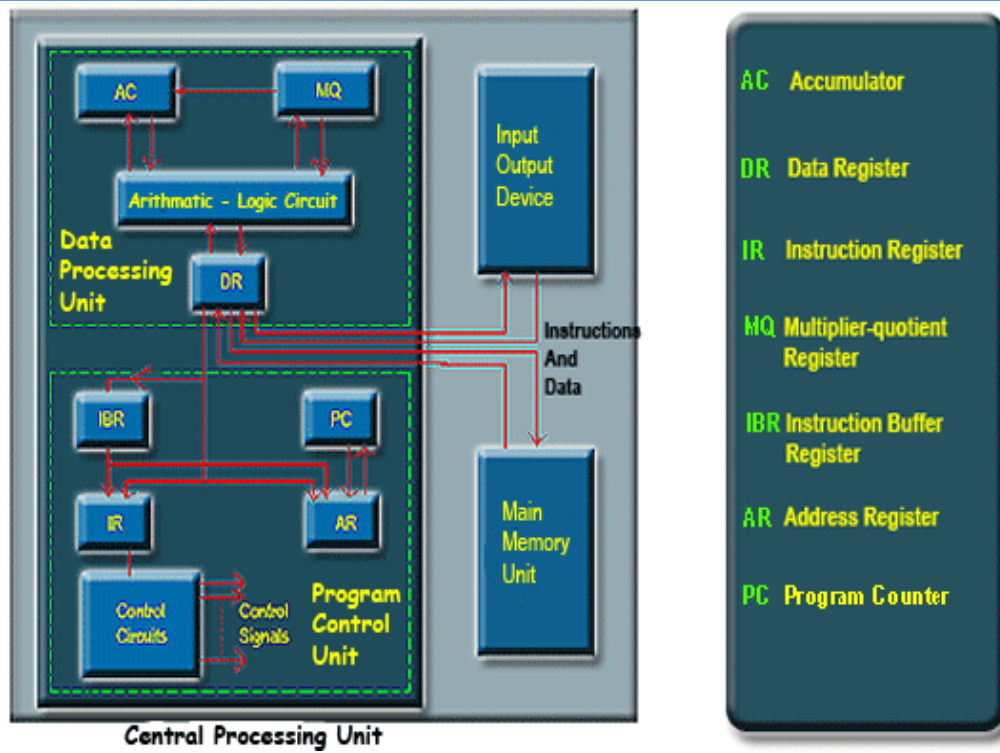 AC
MQ
Arithmatic - Logic Circuit
Data
Processing
Unit
DR
Input
Output
Device
Instructions
And
Data
IBR
PC
IR
AR
Main
Memory
Unit
Control
Circuits
Control
Signals
Program
Control
Unit
Central Processing Unit
AC Accumulator
DR Data Register
IR Instruction Register
MQ Multiplier-quotient
Register
IBR Instruction Buffer
Register
AR Address Register
PC Program Counter